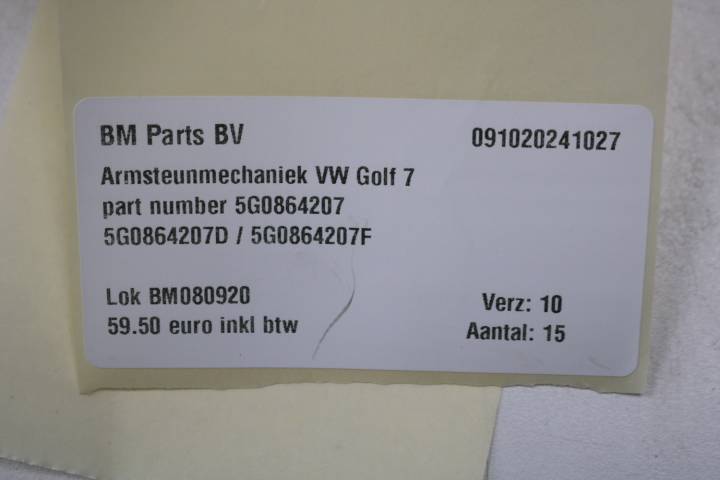 BM Parts BV 091020241027
Armsteunmechaniek VW Golf 7
part number 5G0864207
5G0864207D / 5G0864207F
Lok BM080920 Verz: 10
59.50 euro inkl btw Aantal: 15